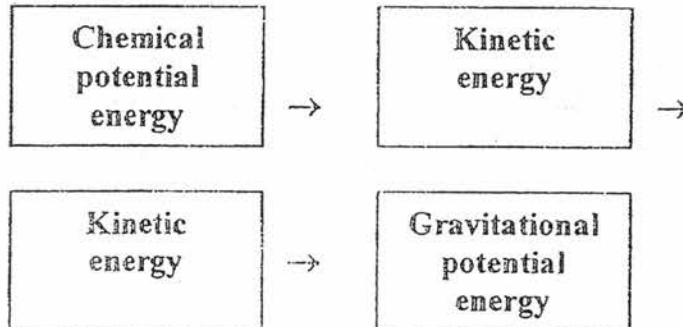 Chemical
potential
energy
→
Kinetic
energy
→
Kinetic
energy
→
Gravitational
potential
energy